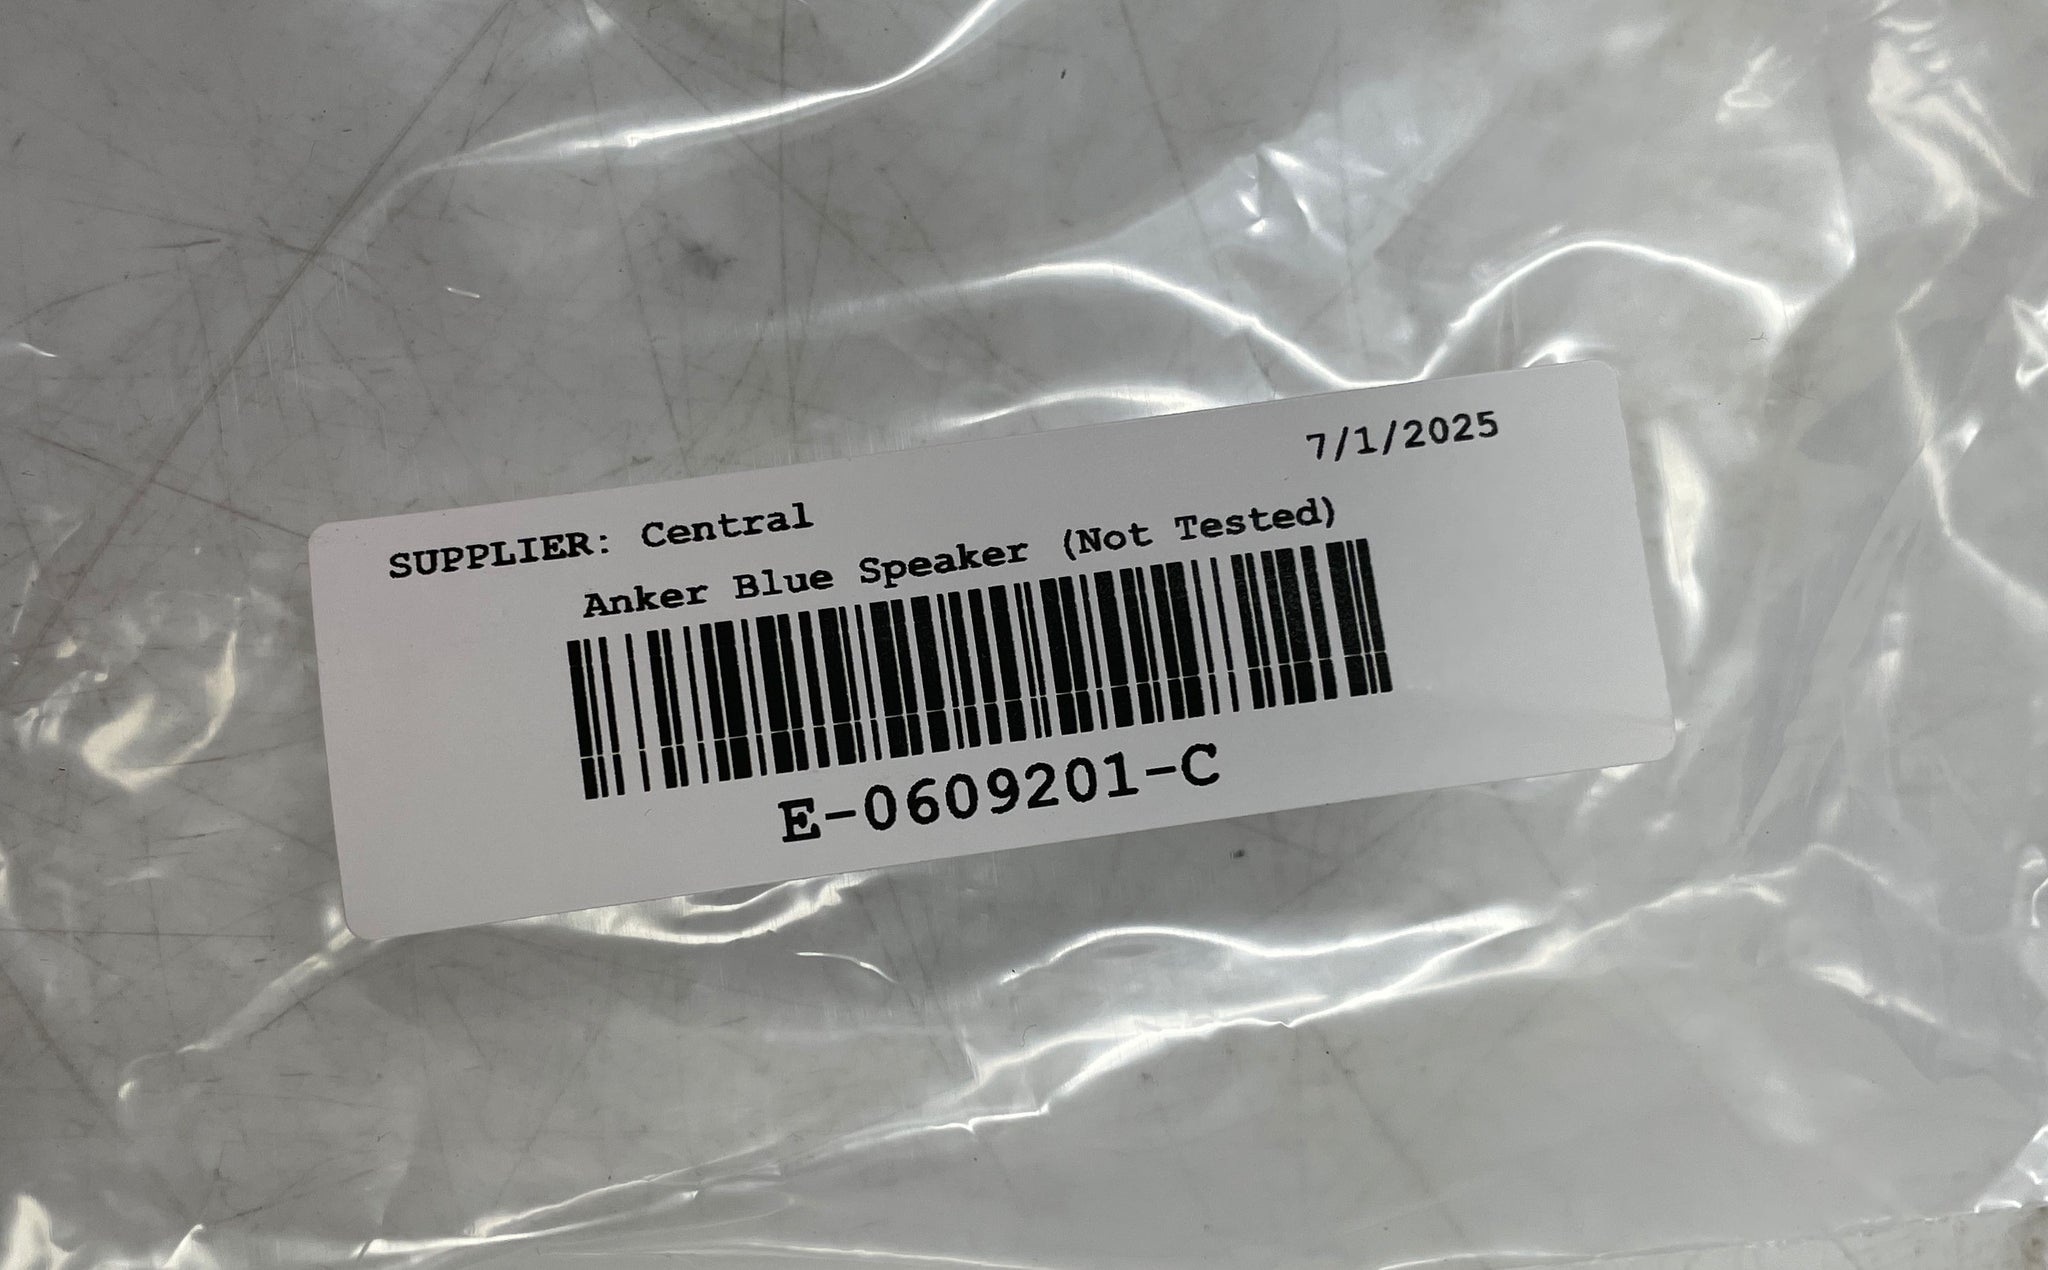 7/1/2025
SUPPLIER: Central
Anker Blue Speaker (Not Tested)
E-0609201-C